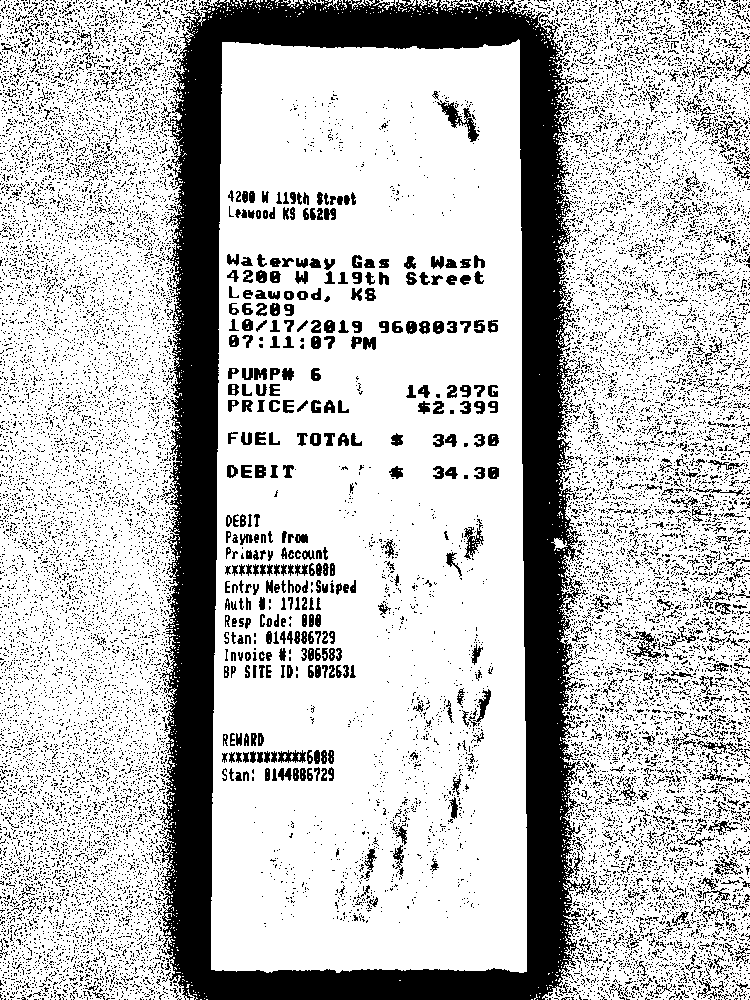 4200 W 119th Street
Leawood KS 66209
Waterway Gas & Wash
4200 W 119th Street
Leawood, KS
66209
10/17/2019 960803755
07:11:07 PM
PUMP# 6
BLUE 14.297G
PRICE/GAL $2.399
FUEL TOTAL $ 34.30
DEBIT $ 34.30
DEBIT
Payment from
Primary Account
xxxxxxxxxxxx6088
Entry Method:Swiped
Auth #: 171211
Resp Code: 000
Stan: 0144886729
Invoice #: 306583
BP SITE ID: 6072631
REWARD
xxxxxxxxxxxx6088
Stan: 0144886729